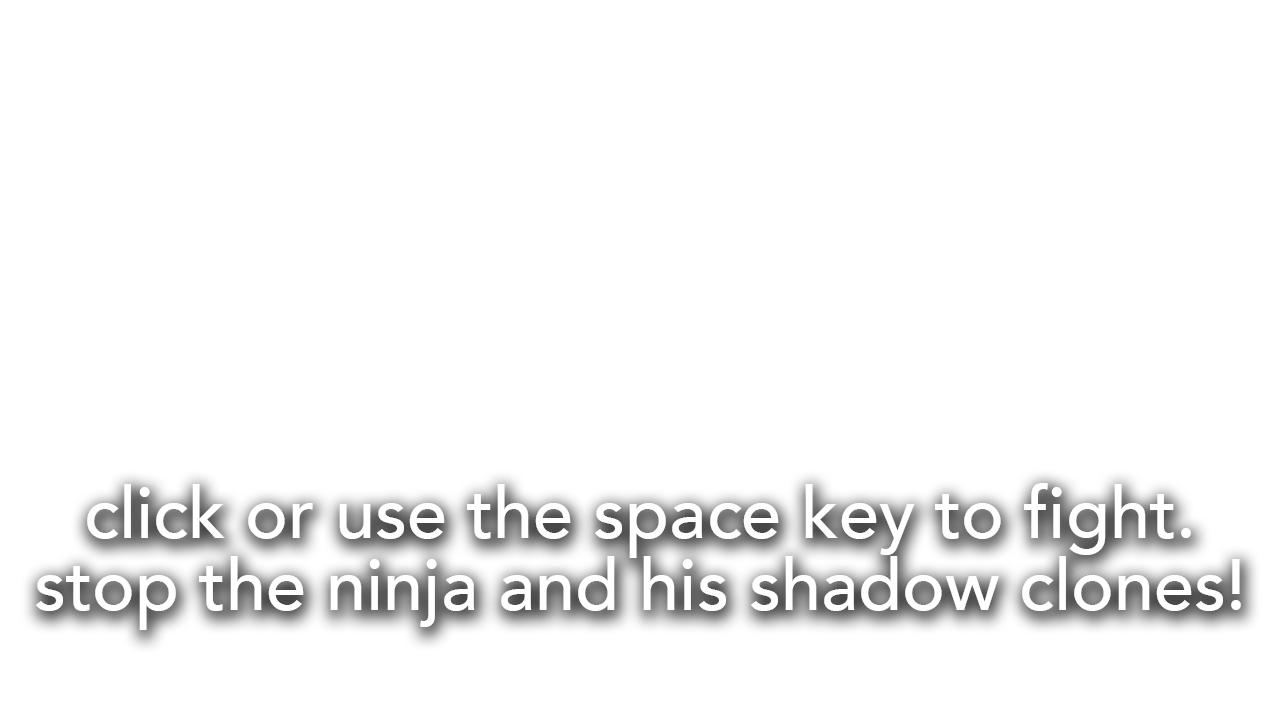 click or use the space key to fight.
stop the ninja and his shadow clones!